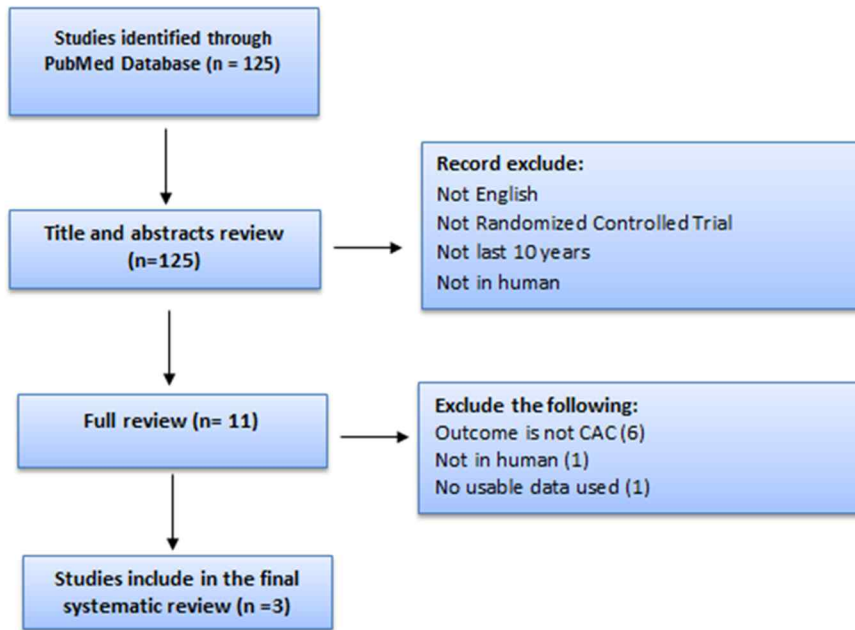 Studies identified through
PubMed Database (n = 125)
Title and abstracts review
(n=125)
Record exclude:
Not English
Not Randomized Controlled Trial
Not last 10 years
Not in human
Full review (n= 11)
Exclude the following:
Outcome is not CAC (6)
Not in human (1)
No usable data used (1)
Studies include in the final
systematic review (n =3)